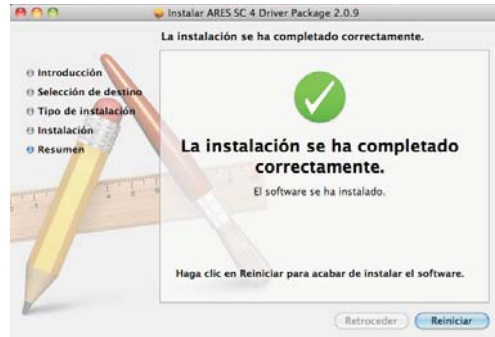 Instalar ARES SC 4 Driver Package 2.0.9
La instalación se ha completado correctamente.
Introducción
Selección de destino
Tipo de instalación
Instalación
Resumen
La instalación se ha completado
correctamente.
El software se ha instalado.
Haga clic en Reiniciar para acabar de instalar el software.
Retroceder
Reiniciar